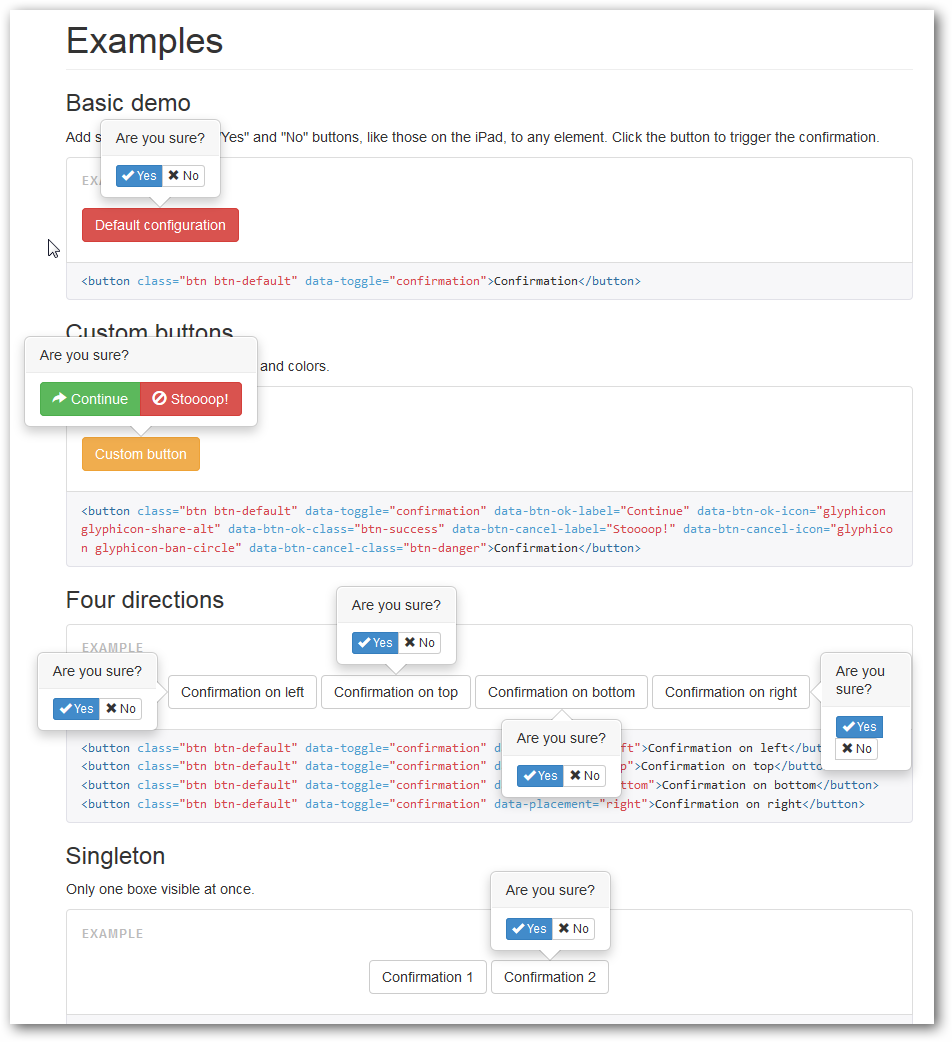 Examples
Basic demo
Add s
"Yes" and "No" buttons, like those on the iPad, to any element. Click the button to trigger the confirmation.
Are you sure?
Yes No
EX
Default configuration
<button class="btn btn-default" data-toggle="confirmation">Confirmation</button>
Custom buttons
Are you sure?
and colors.
Continue Stoooop!
Custom button
<button class="btn btn-default" data-toggle="confirmation" data-btn-ok-label="Continue" data-btn-ok-icon="glyphicon
glyphicon-share-alt" data-btn-ok-class="btn-success" data-btn-cancel-label="Stoooop!" data-btn-cancel-icon="glyphico
n glyphicon-ban-circle" data-btn-cancel-class="btn-danger">Confirmation</button>
Four directions
Are you sure?
Yes No
EXAMPLE
Are you sure?
Yes No
Confirmation on left Confirmation on top Confirmation on bottom Confirmation on right
Are you
sure?
Yes
No
Are you sure?
Yes No
<button class="btn btn-default" data-toggle="confirmation" d ft">Confirmation on left</but
<button class="btn btn-default" data-toggle="confirmation" d p">Confirmation on top</butto
<button class="btn btn-default" data-toggle="confirmation" d ttom">Confirmation on bottom</button>
<button class="btn btn-default" data-toggle="confirmation" data-placement="right">Confirmation on right</button>
Singleton
Only one boxe visible at once.
Are you sure?
Yes No
EXAMPLE
Confirmation 1 Confirmation 2